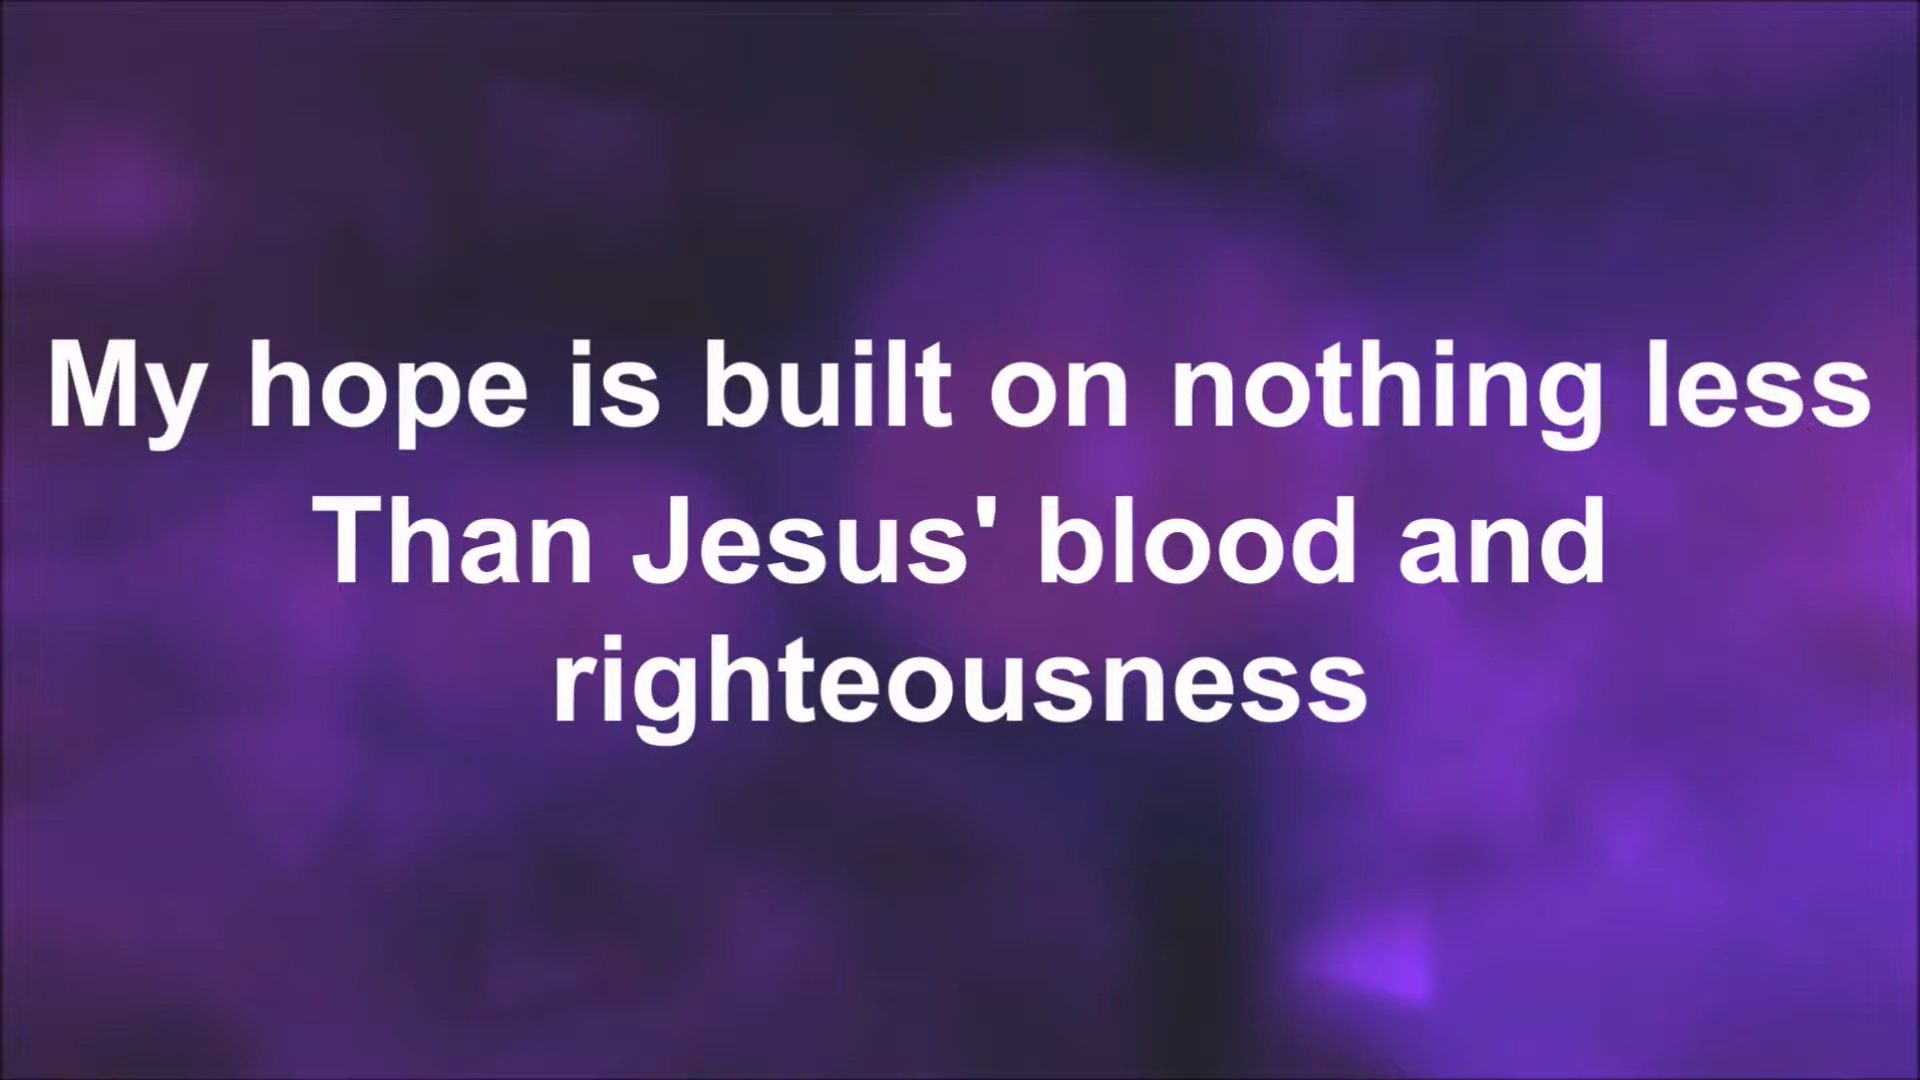 My hope is built on nothing less
Than Jesus' blood and
righteousness